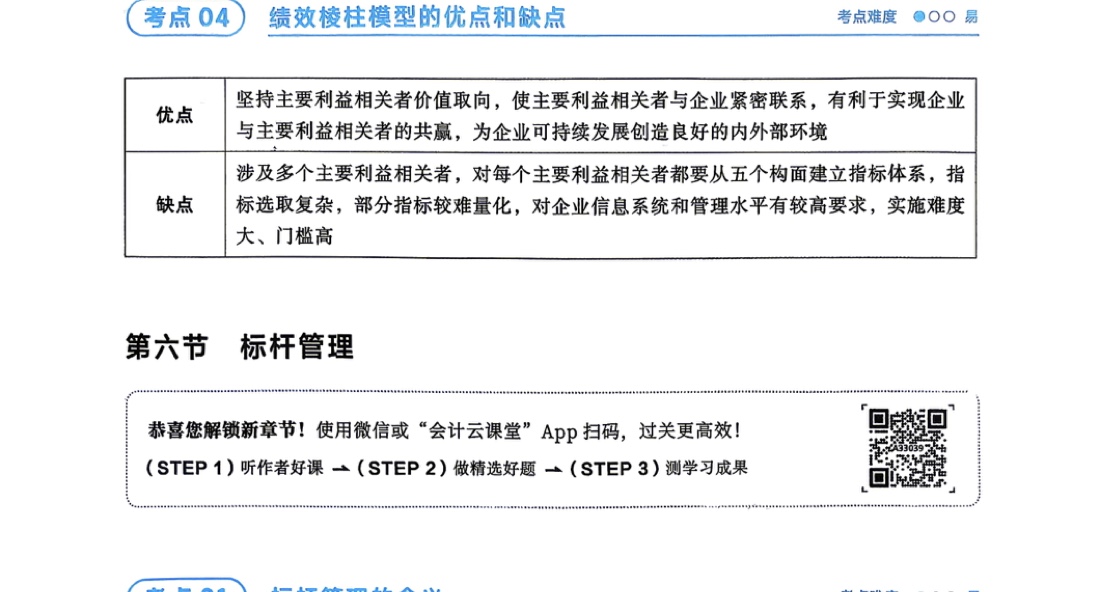 考点 04 绩效棱柱模型的优点和缺点 考点难度 易
优点
坚持主要利益相关者价值取向，使主要利益相关者与企业紧密联系，有利于实现企业
与主要利益相关者的共赢，为企业可持续发展创造良好的内外部环境
缺点
涉及多个主要利益相关者，对每个主要利益相关者都要从五个构面建立指标体系，指
标选取复杂，部分指标较难量化，对企业信息系统和管理水平有较高要求，实施难度
大、门槛高
第六节 标杆管理
恭喜您解锁新章节！使用微信或“会计云课堂”App 扫码，过关更高效！
（STEP 1）听作者好课 ⇀（STEP 2）做精选好题 ⇀（STEP 3）测学习成果
A33039